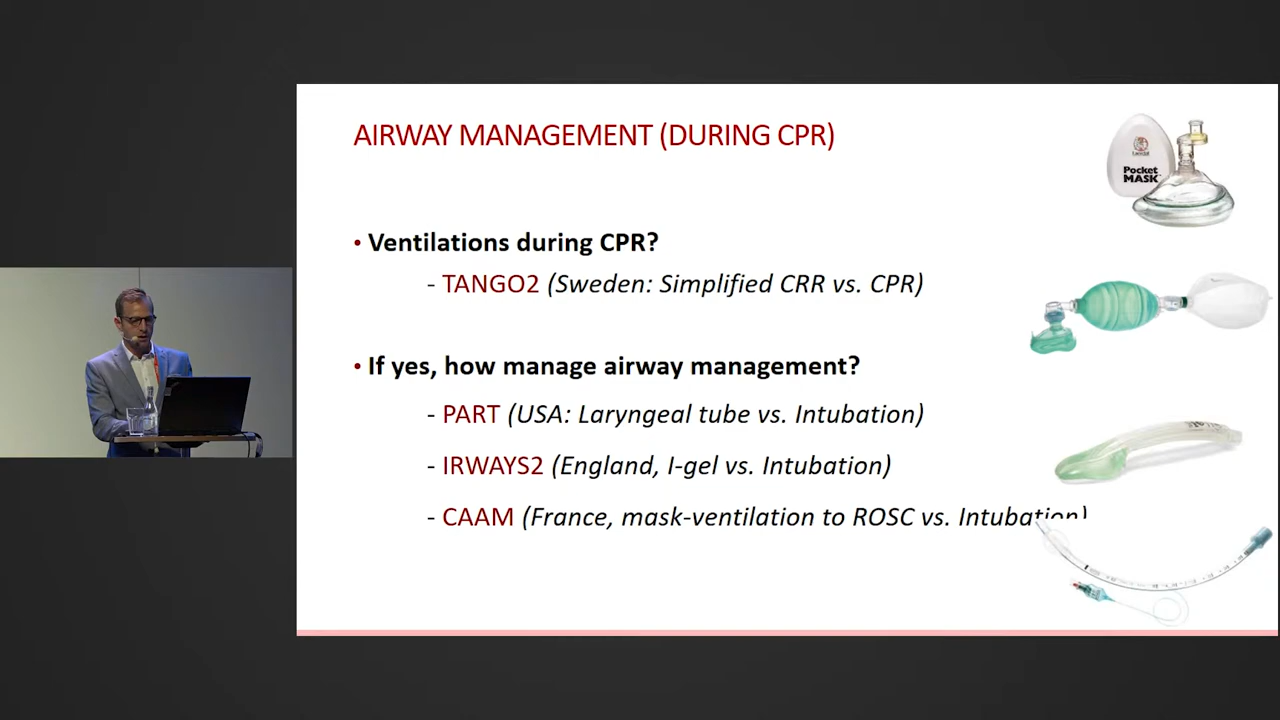 AIRWAY MANAGEMENT (DURING CPR)
Pocket
MASK
• Ventilations during CPR?
- TANGO2 (Sweden: Simplified CRR vs. CPR)
• If yes, how manage airway management?
- PART (USA: Laryngeal tube vs. Intubation)
- IRWAYS2 (England, I-gel vs. Intubation)
- CAAM (France, mask-ventilation to ROSC vs. Intubation)